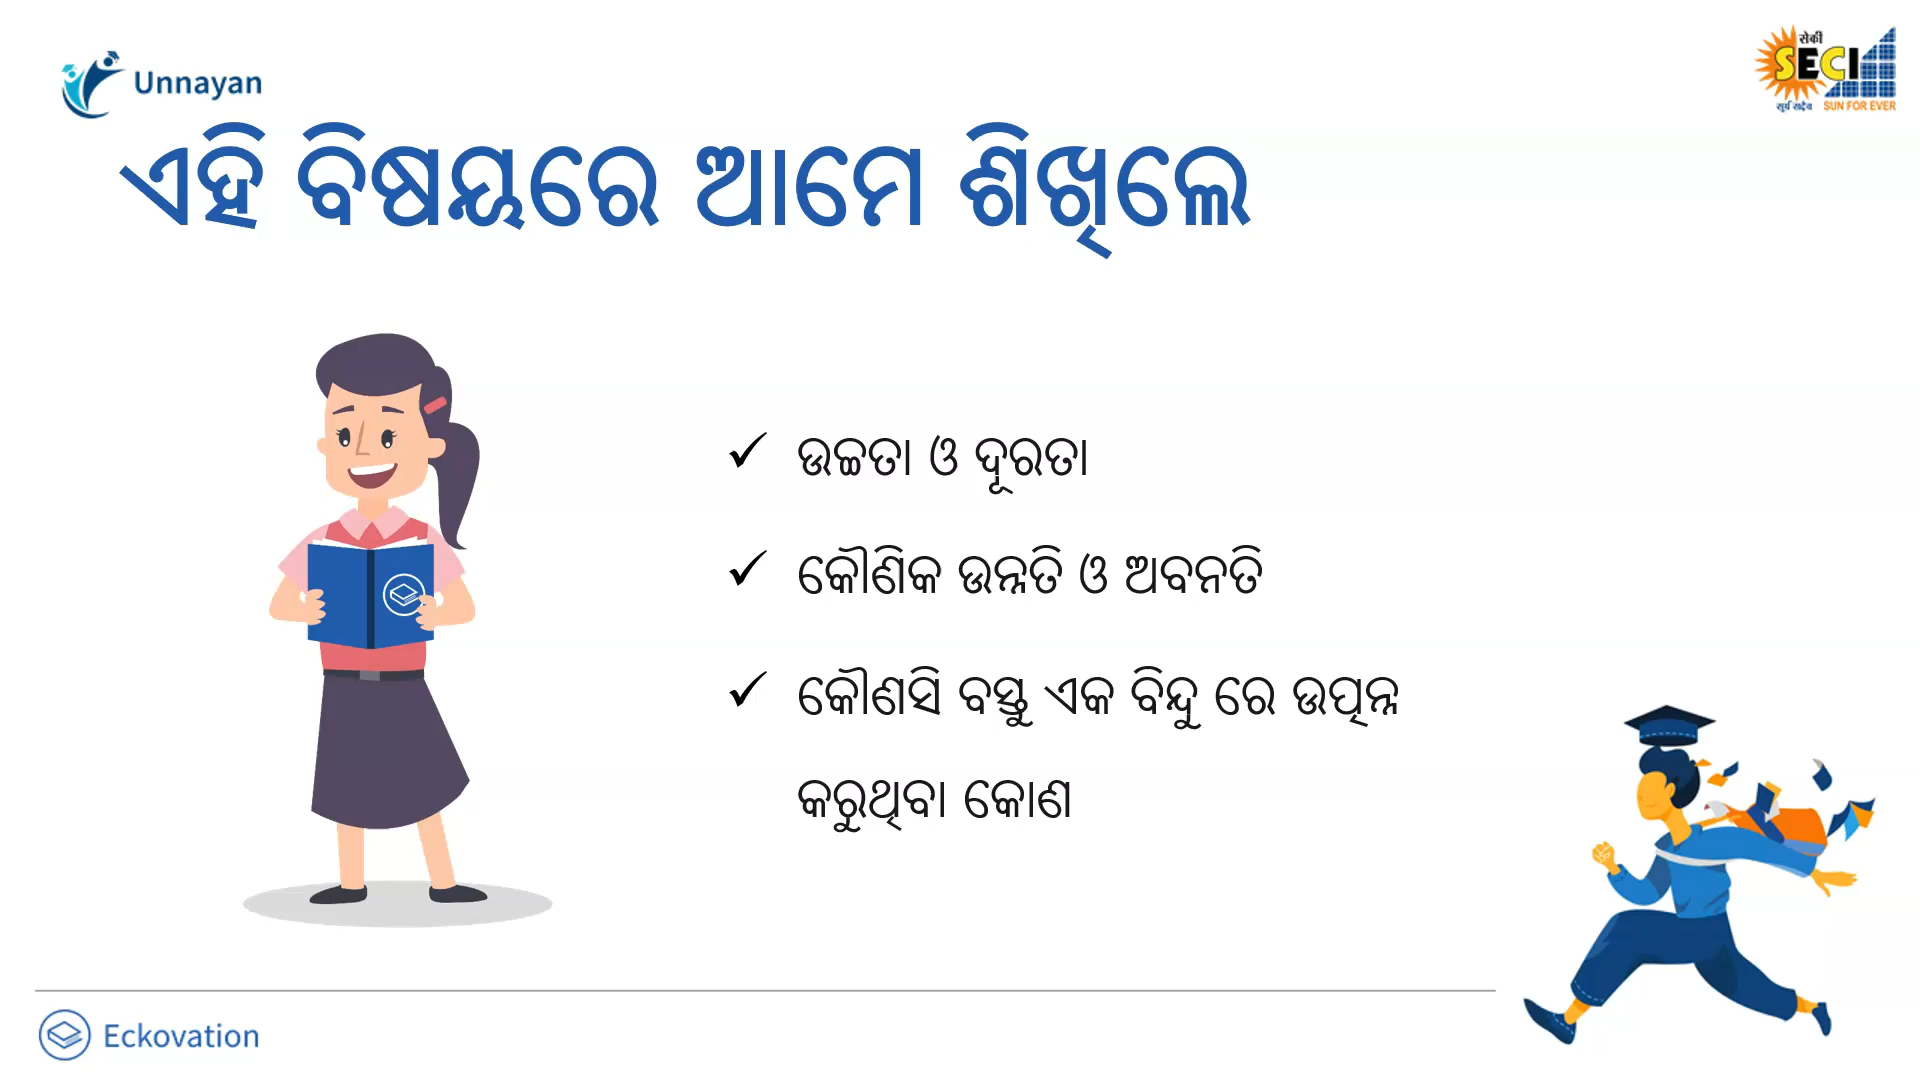 Unnayan
सेकी
SECI
सूर्य सदैव SUN FOR EVER
ଏହି ବିଷୟରେ ଆମେ ଶିଖିଲେ
✓ ଉଚ୍ଚତା ଓ ଦୂରତା
✓ କୌଣିକ ଉନ୍ନତି ଓ ଅବନତି
✓ କୌଣସି ବସ୍ତୁ ଏକ ବିନ୍ଦୁ ରେ ଉତ୍ପନ୍ନ
କରୁଥିବା କୋଣ
Eckovation